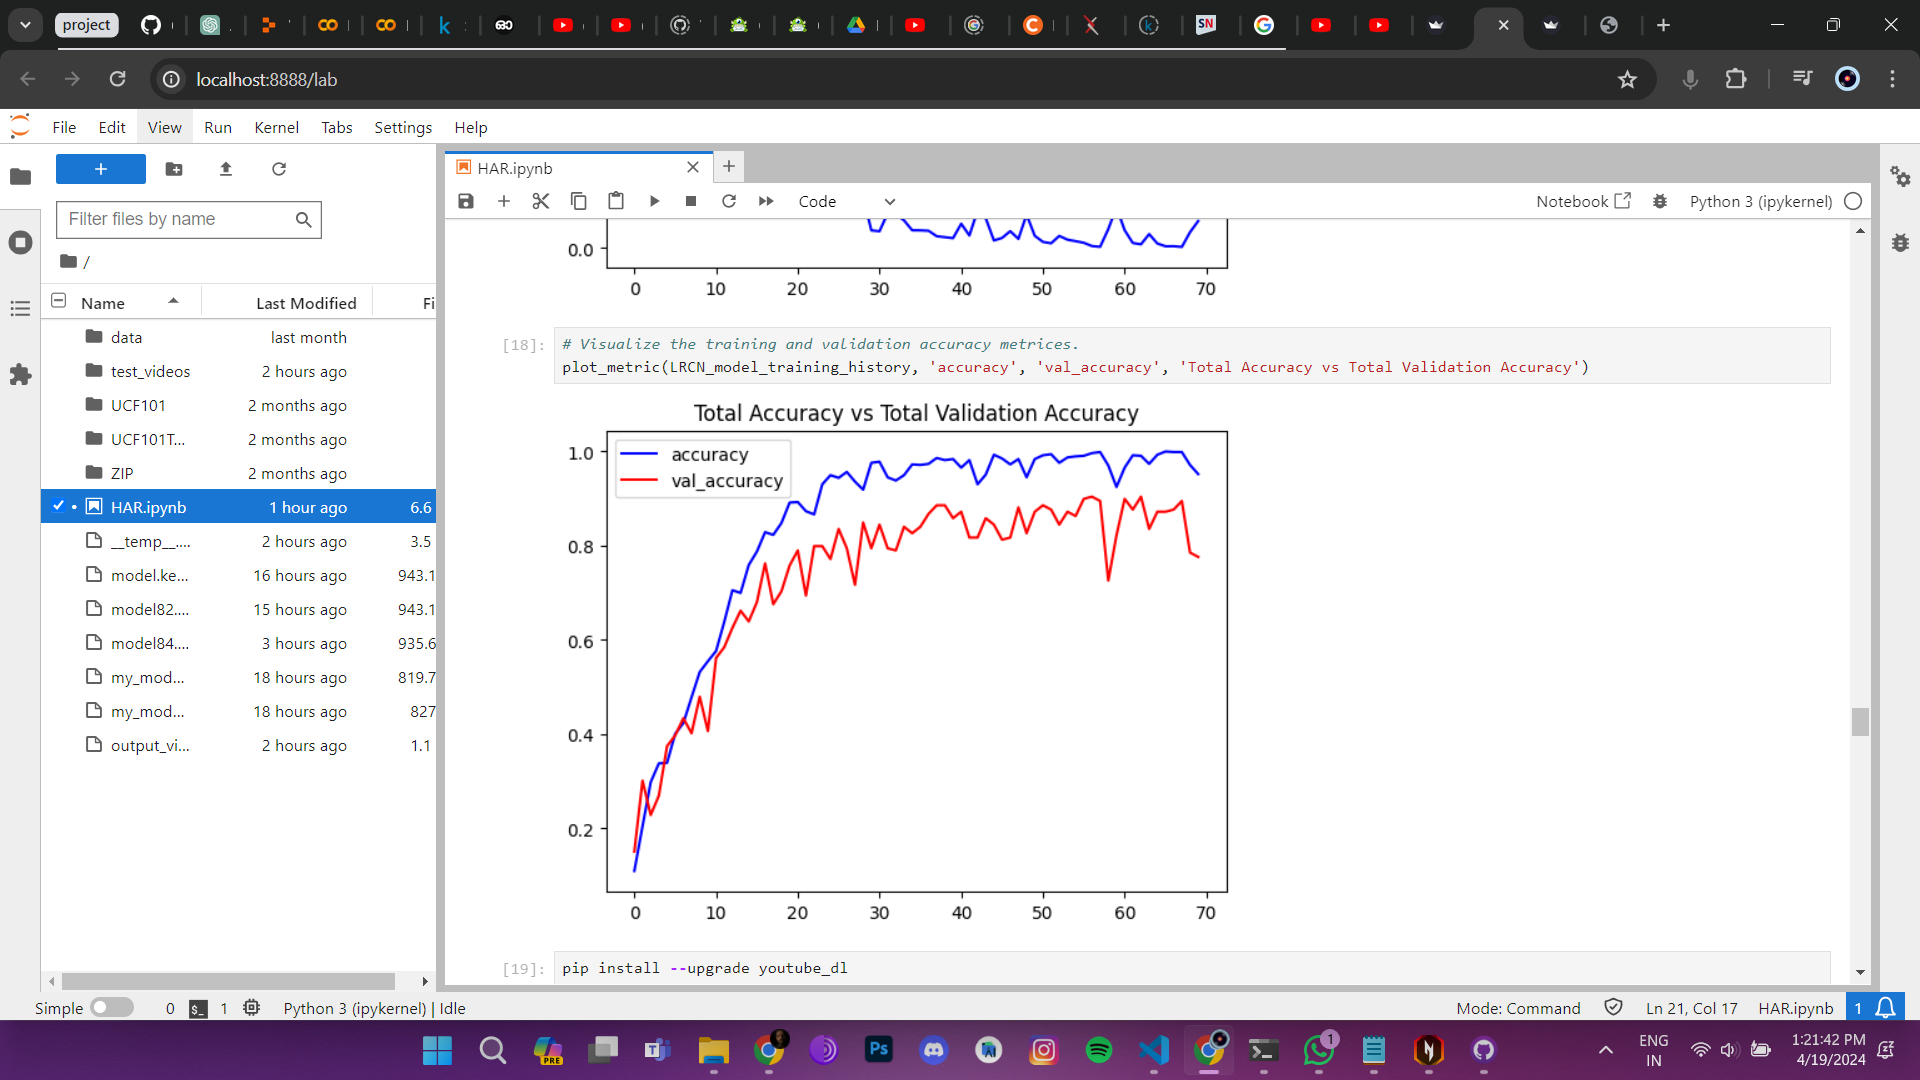 project
SN
localhost:8888/lab
File Edit View Run Kernel Tabs Settings Help
+
Filter files by name
/
Name Last Modified Fi
data last month
test_videos 2 hours ago
UCF101 2 months ago
UCF101T... 2 months ago
ZIP 2 months ago
HAR.ipynb 1 hour ago 6.6
__temp__.... 2 hours ago 3.5
model.ke... 16 hours ago 943.1
model82.... 15 hours ago 943.1
model84.... 3 hours ago 935.6
my_mod... 18 hours ago 819.7
my_mod... 18 hours ago 827
output_vi... 2 hours ago 1.1
HAR.ipynb
Code
Notebook
Python 3 (ipykernel)
0.0
0 10 20 30 40 50 60 70
[18]:
# Visualize the training and validation accuracy metrices.
plot_metric(LRCN_model_training_history, 'accuracy', 'val_accuracy', 'Total Accuracy vs Total Validation Accuracy')
Total Accuracy vs Total Validation Accuracy
accuracy
val_accuracy
1.0
0.8
0.6
0.4
0.2
0 10 20 30 40 50 60 70
[19]:
pip install --upgrade youtube_dl
Simple 0 $_ 1 Python 3 (ipykernel) | Idle
Mode: Command Ln 21, Col 17 HAR.ipynb 1
PRE
Ps
1
ENG
IN
1:21:42 PM
4/19/2024